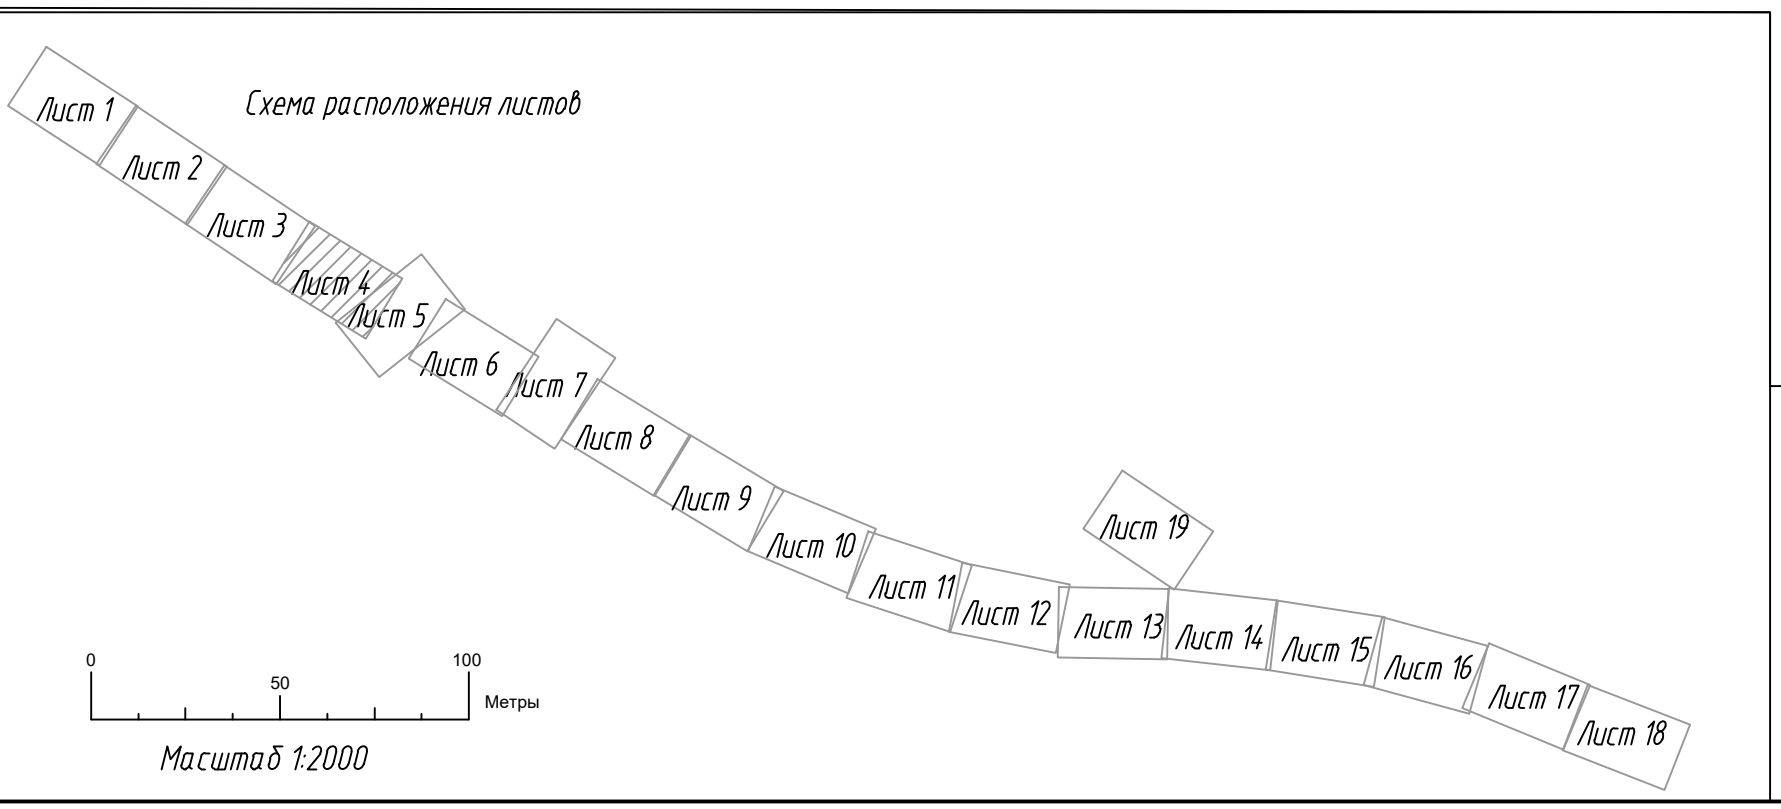 Схема расположения листов
Лист 1
Лист 2
Лист 3
Лист 4
Лист 5
Лист 6
Лист 7
Лист 8
Лист 9
Лист 10
Лист 11
Лист 12
Лист 13
Лист 14
Лист 15
Лист 16
Лист 17
Лист 18
Лист 19
0
50
100
Метры
Масштаб 1:2000